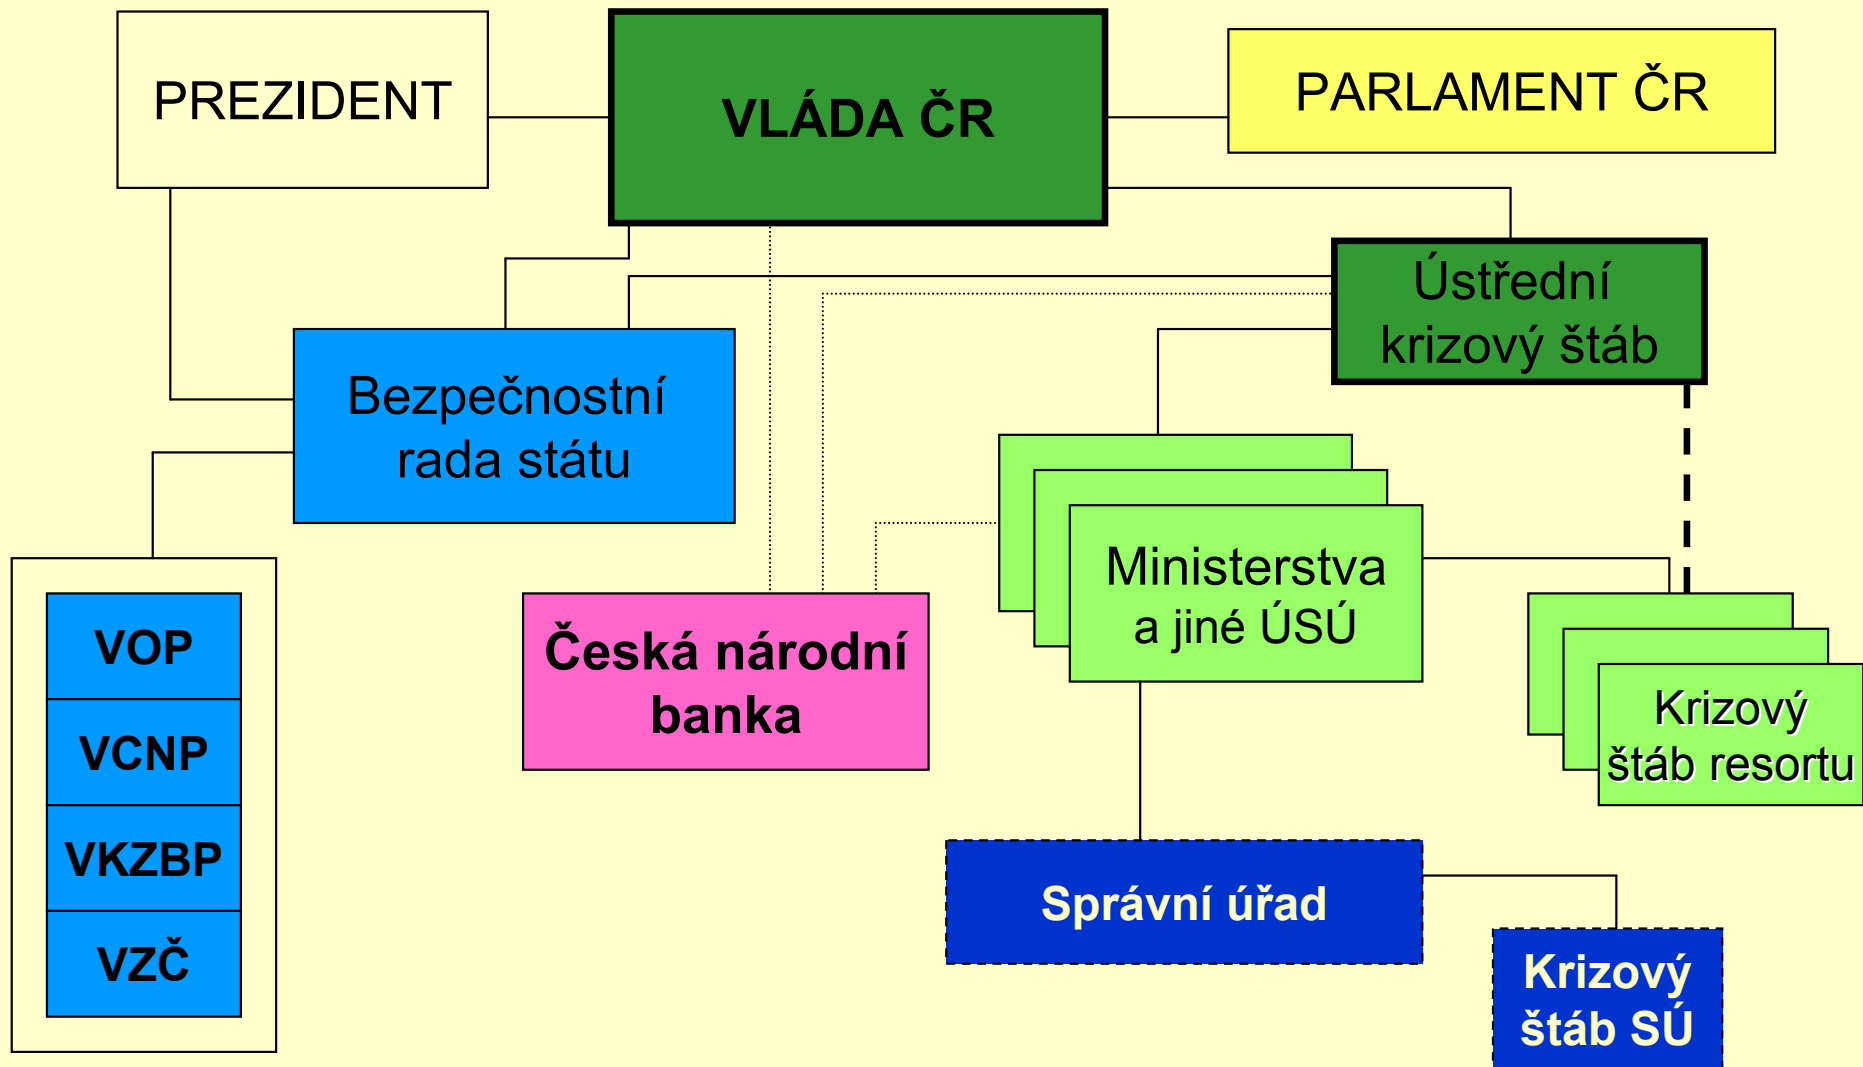 PREZIDENT
VLÁDA ČR
PARLAMENT ČR
Ústřední
krizový štáb
Bezpečnostní
rada státu
Ministerstva
a jiné ÚSÚ
VOP
VCNP
VKZBP
VZČ
Česká národní
banka
Krizový
štáb resortu
Správní úřad
Krizový
štáb SÚ